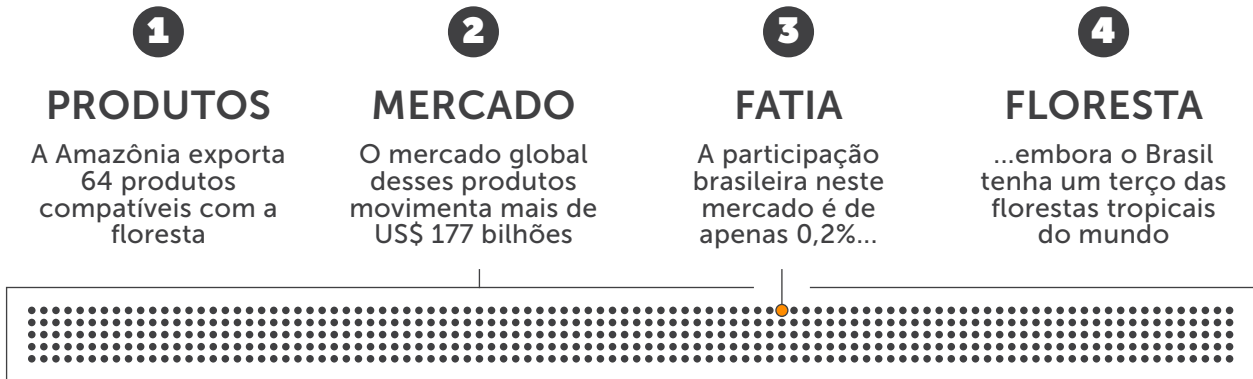 1
PRODUTOS
A Amazônia exporta
64 produtos
compatíveis com a
floresta
2
MERCADO
O mercado global
desses produtos
movimenta mais de
US$ 177 bilhões
3
FATIA
A participação
brasileira neste
mercado é de
apenas 0,2%...
4
FLORESTA
...embora o Brasil
tenha um terço das
florestas tropicais
do mundo